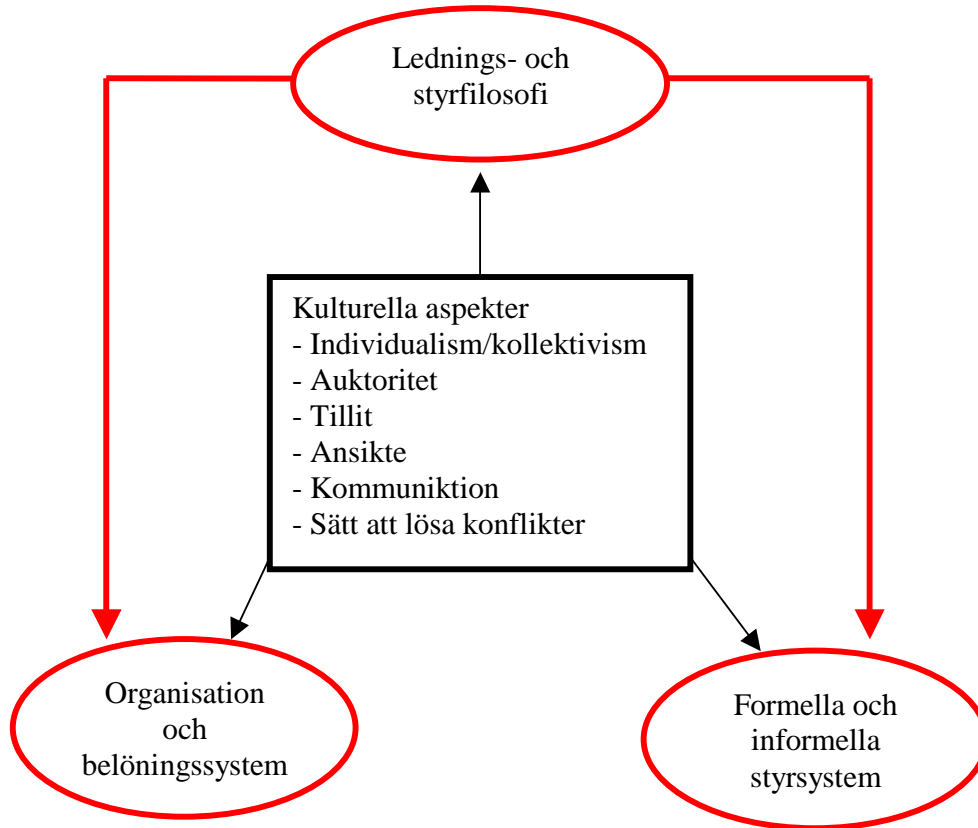 Lednings- och
styrfilosofi
Kulturella aspekter
- Individualism/kollektivism
- Auktoritet
- Tillit
- Ansikte
- Kommuniktion
- Sätt att lösa konflikter
Organisation
och
belöningssystem
Formella och
informella
styrsystem